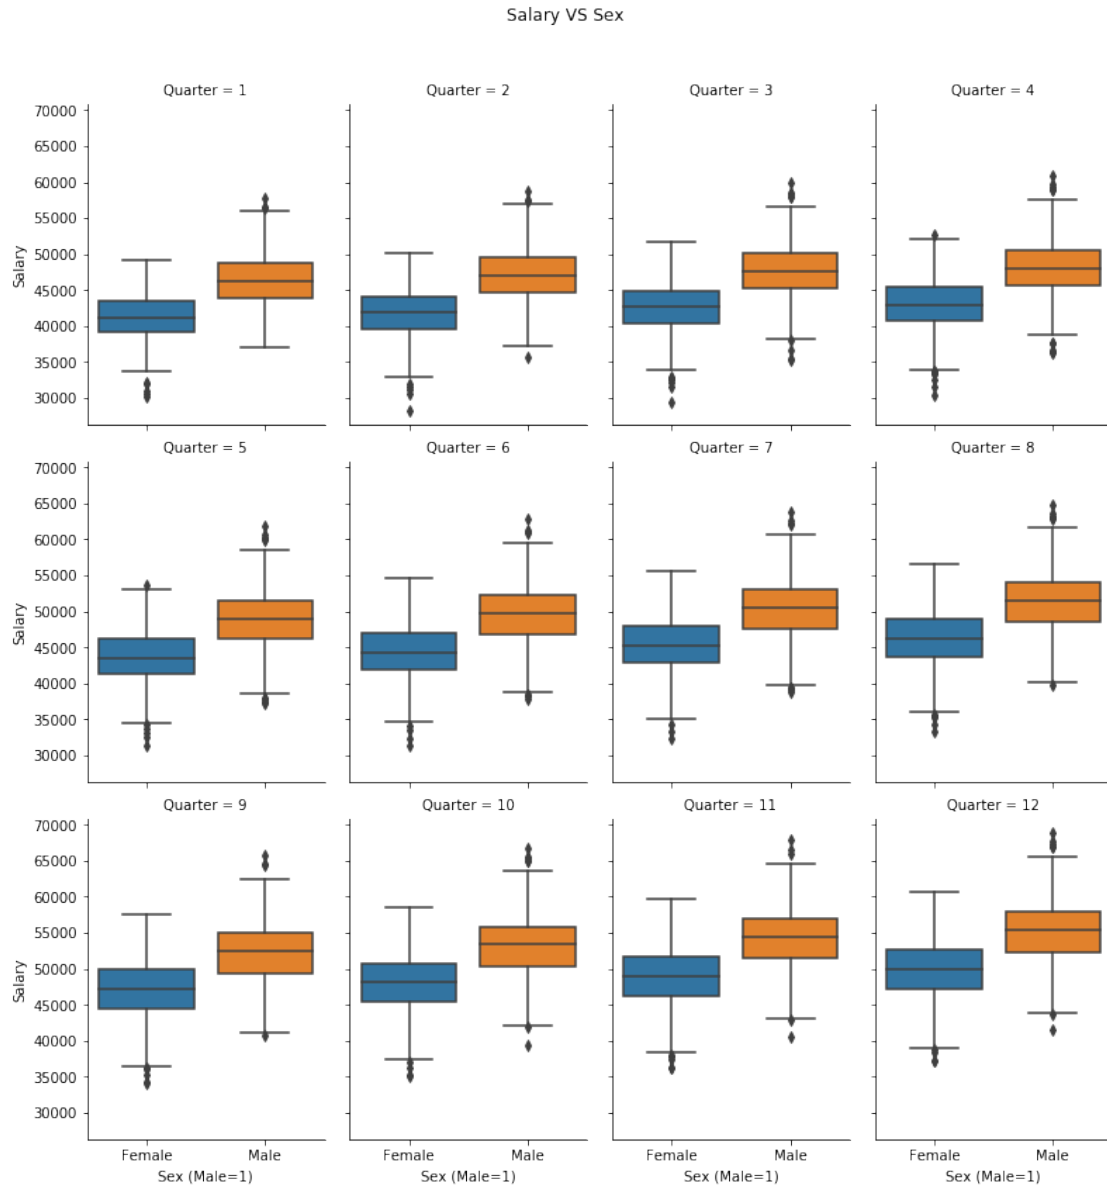 Salary VS Sex
Quarter = 1
Quarter = 2
Quarter = 3
Quarter = 4
70000
65000
60000
55000
50000
45000
40000
35000
30000
Salary
Quarter = 5
Quarter = 6
Quarter = 7
Quarter = 8
70000
65000
60000
55000
50000
45000
40000
35000
30000
Salary
Quarter = 9
Quarter = 10
Quarter = 11
Quarter = 12
70000
65000
60000
55000
50000
45000
40000
35000
30000
Salary
Female Male
Female Male
Female Male
Female Male
Sex (Male=1)
Sex (Male=1)
Sex (Male=1)
Sex (Male=1)